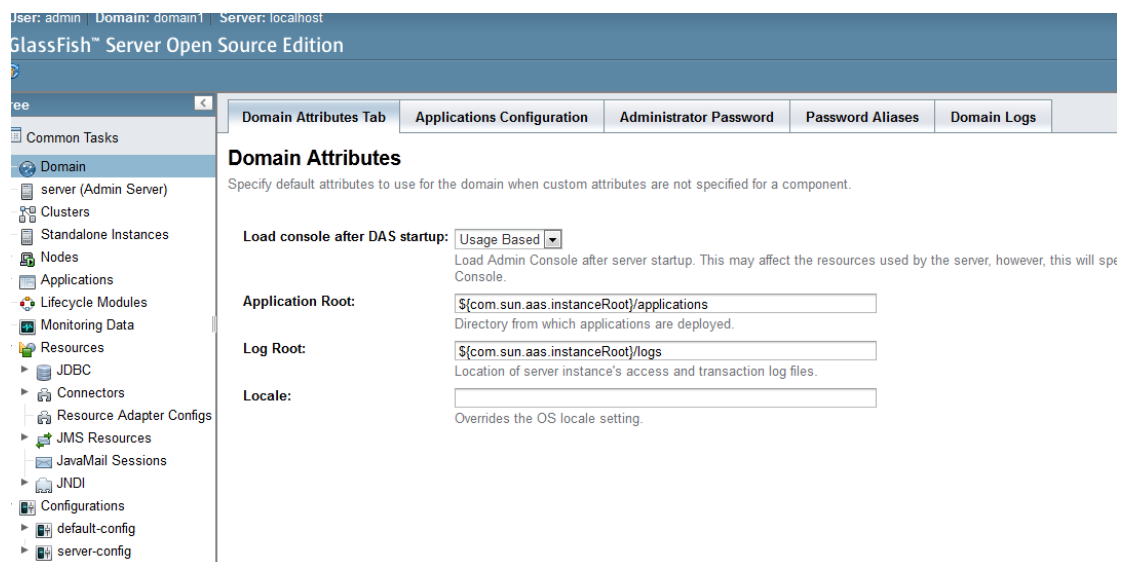 User: admin Domain: domain1 Server: localhost
GlassFish™ Server Open Source Edition
Common Tasks
Domain
server (Admin Server)
Clusters
Standalone Instances
Nodes
Applications
Lifecycle Modules
Monitoring Data
Resources
JDBC
Connectors
Resource Adapter Configs
JMS Resources
JavaMail Sessions
JNDI
Configurations
default-config
server-config
Domain Attributes Tab Applications Configuration Administrator Password Password Aliases Domain Logs
Domain Attributes
Specify default attributes to use for the domain when custom attributes are not specified for a component.
Load console after DAS startup: Usage Based
Load Admin Console after server startup. This may affect the resources used by the server, however, this will spe
Console.
Application Root: ${com.sun.aas.instanceRoot}/applications
Directory from which applications are deployed.
Log Root: ${com.sun.aas.instanceRoot}/logs
Location of server instance's access and transaction log files.
Locale:
Overrides the OS locale setting.